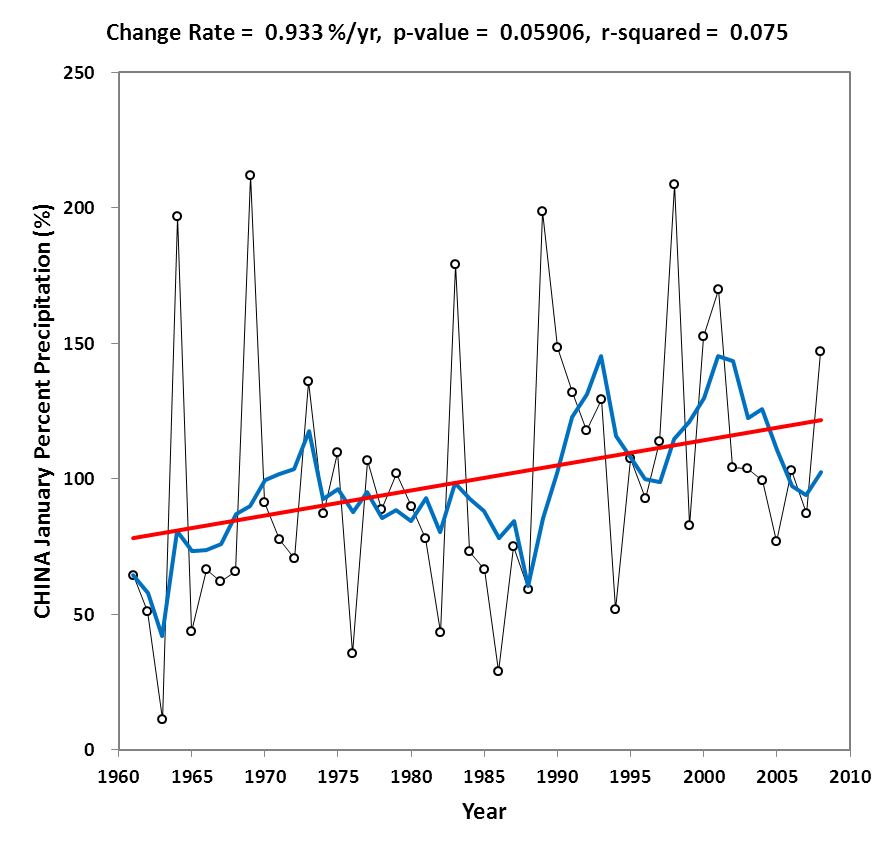 Change Rate = 0.933 %/yr, p-value = 0.05906, r-squared = 0.075
CHINA January Percent Precipitation (%)
250
200
150
100
50
0
1960 1965 1970 1975 1980 1985 1990 1995 2000 2005 2010
Year